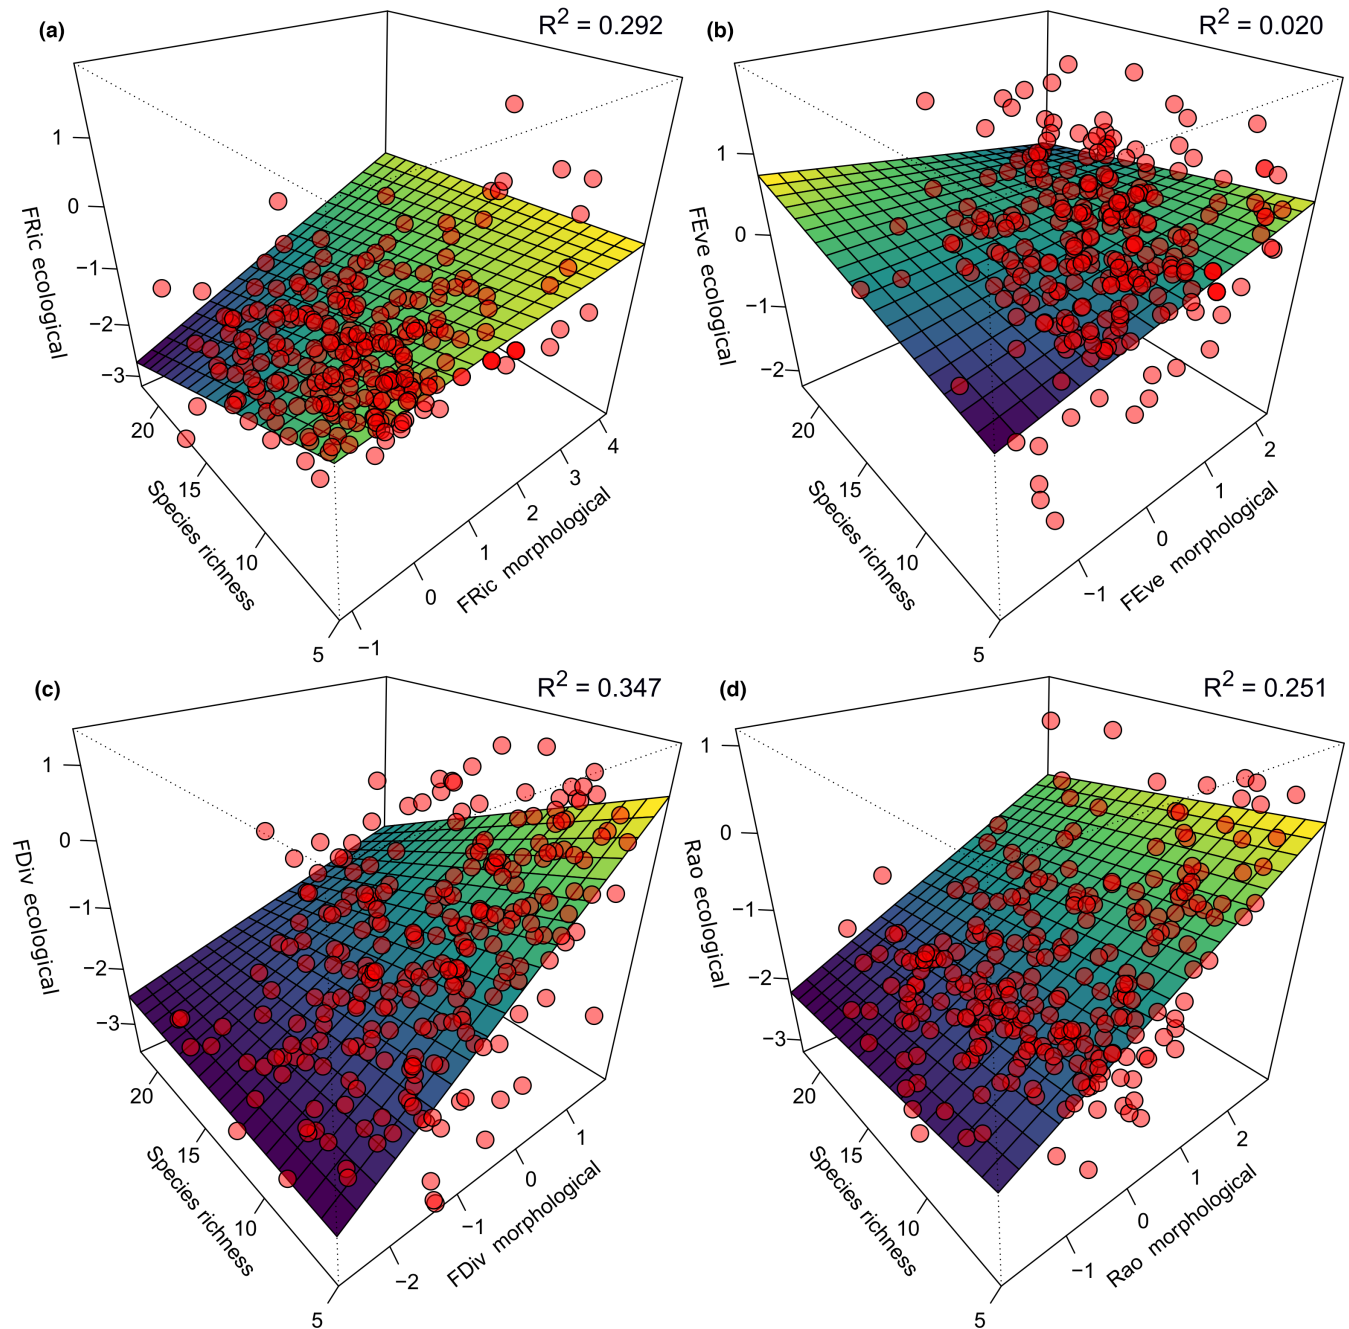 (a)
R2 = 0.292
1
0
−1
−2
−3
FRic ecological
20
15
10
5
Species richness
−1
0
1
2
3
4
FRic morphological
(b)
R2 = 0.020
1
0
−1
−2
FEve ecological
20
15
10
5
Species richness
−1
0
1
2
FEve morphological
(c)
R2 = 0.347
1
0
−1
−2
−3
FDiv ecological
20
15
10
5
Species richness
−2
−1
0
1
FDiv morphological
(d)
R2 = 0.251
1
0
−1
−2
−3
Rao ecological
20
15
10
5
Species richness
−1
0
1
2
Rao morphological